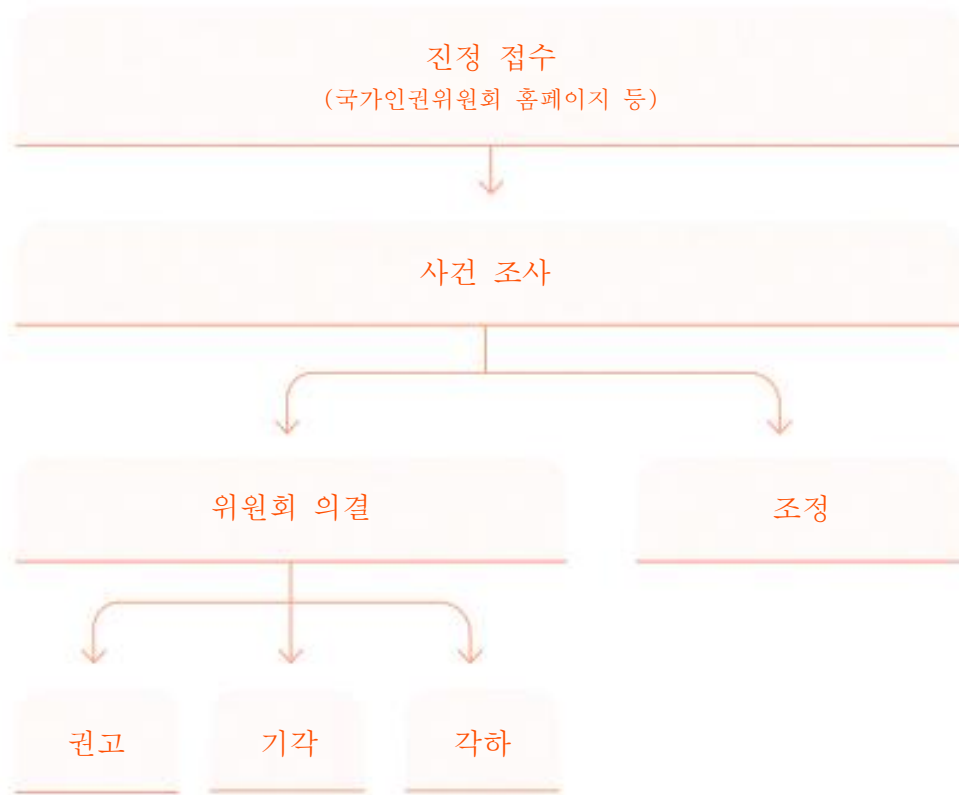 진정 접수
(국가인권위원회 홈페이지 등)
사건 조사
위원회 의결
조정
권고
기각
각하